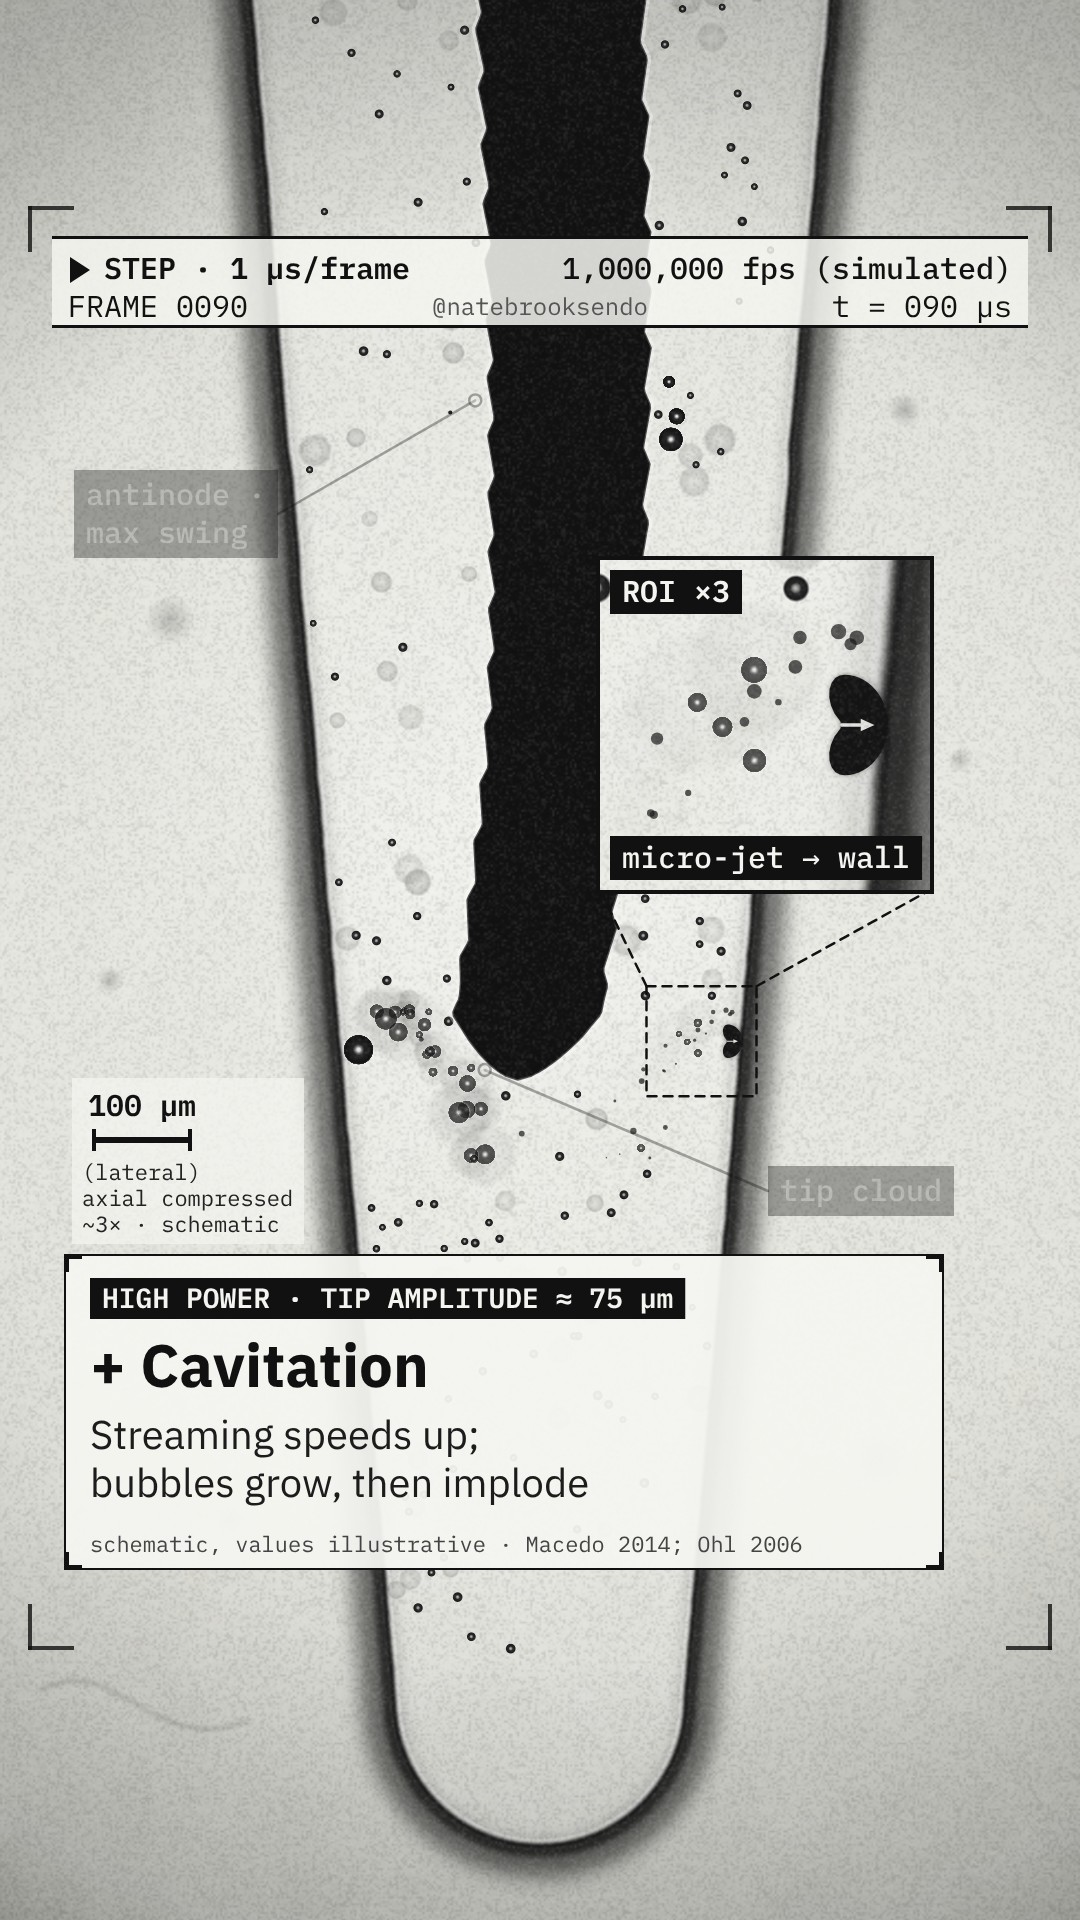 ▶ STEP · 1 µs/frame 1,000,000 fps (simulated)
FRAME 0090 @natebrooksendo t = 090 µs
antinode ·
max swing
ROI ×3
micro-jet → wall
100 µm
(lateral)
axial compressed
~3× · schematic
tip cloud
HIGH POWER · TIP AMPLITUDE ≈ 75 µm
+ Cavitation
Streaming speeds up;
bubbles grow, then implode
schematic, values illustrative · Macedo 2014; Ohl 2006